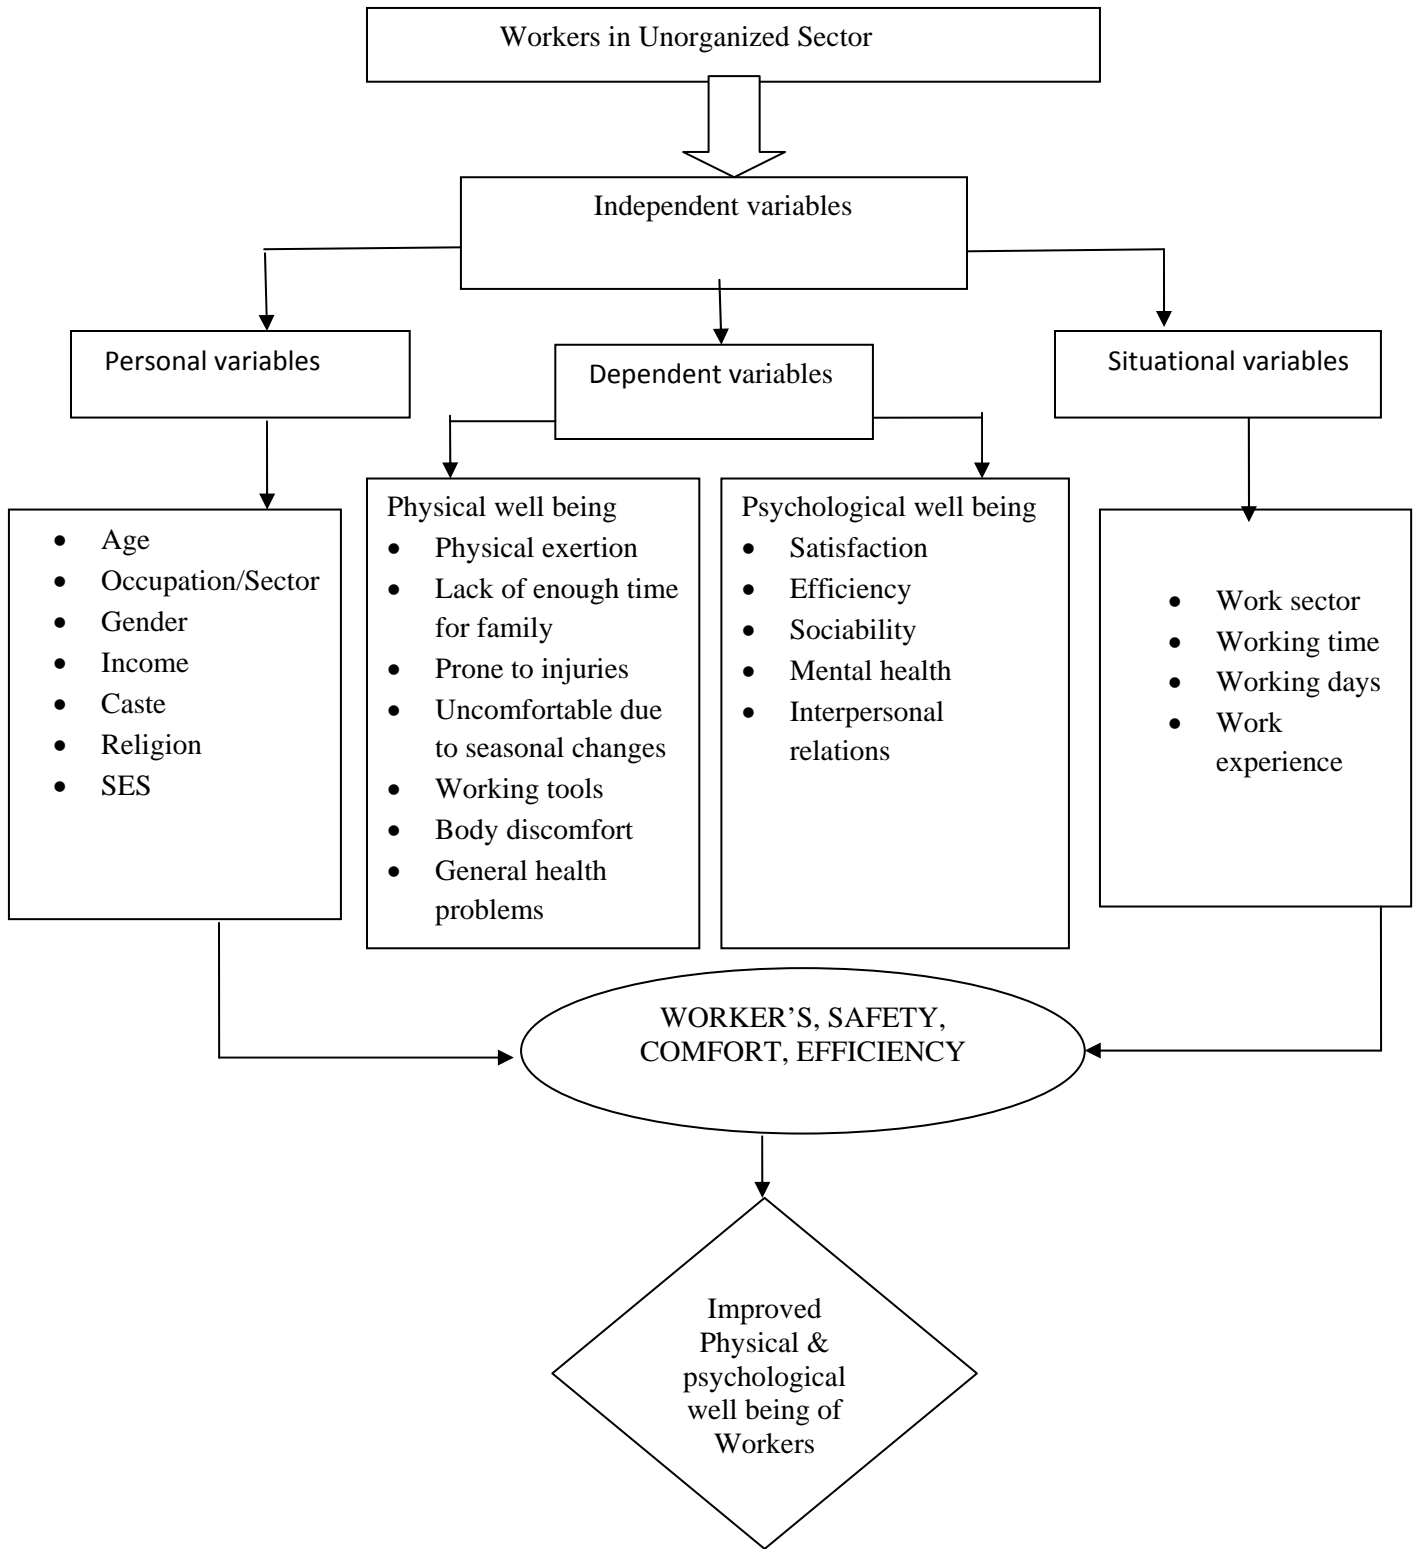 Workers in Unorganized Sector
Independent variables
Personal variables
Dependent variables
Situational variables
• Age
• Occupation/Sector
• Gender
• Income
• Caste
• Religion
• SES
Physical well being
• Physical exertion
• Lack of enough time
for family
• Prone to injuries
• Uncomfortable due
to seasonal changes
• Working tools
• Body discomfort
• General health
problems
Psychological well being
• Satisfaction
• Efficiency
• Sociability
• Mental health
• Interpersonal
relations
• Work sector
• Working time
• Working days
• Work
experience
WORKER’S, SAFETY,
COMFORT, EFFICIENCY
Improved
Physical &
psychological
well being of
Workers